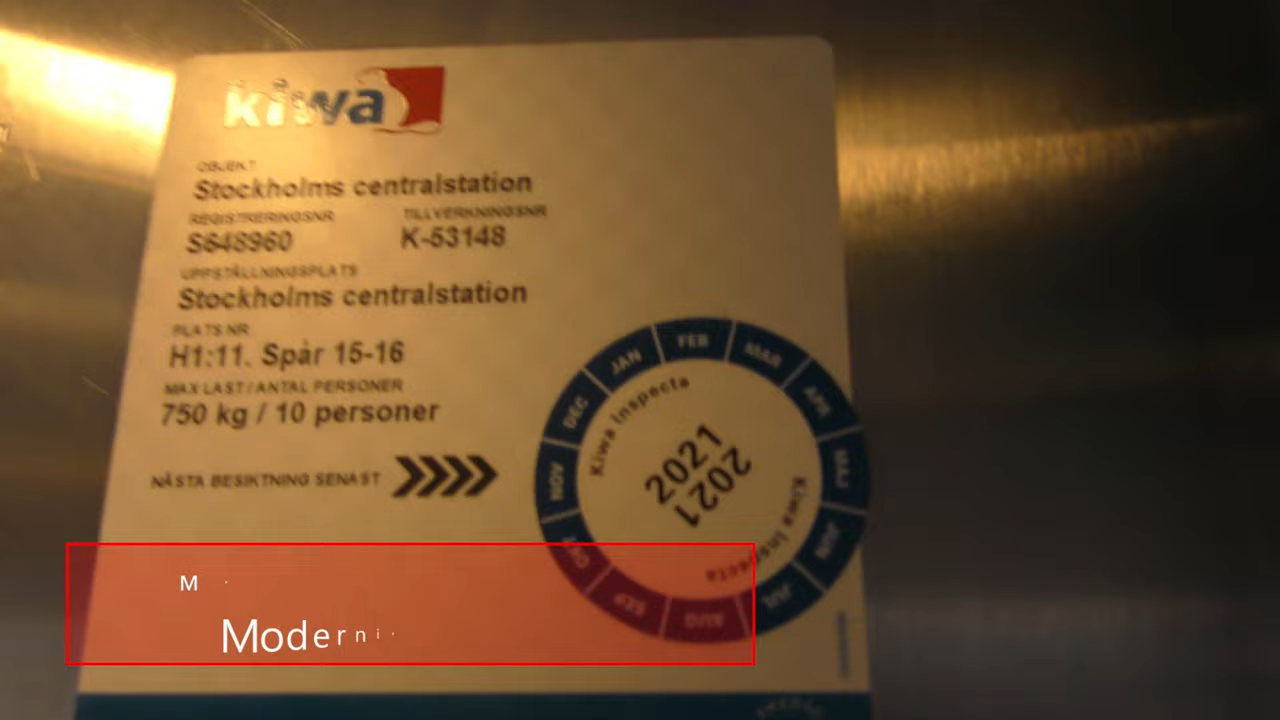 kiwa
OBJEKT
Stockholms centralstation
REGISTRERINGSNR TILLVERKNINGSNR
S648960 K-53148
UPPSTÄLLNINGSPLATS
Stockholms centralstation
PLATS NR
H1:11. Spår 15-16
MAX LAST / ANTAL PERSONER
750 kg / 10 personer
NÄSTA BESIKTNING SENAST
JAN FEB MAR APR MAJ JUN JUL AUG SEP OKT NOV DEC
Kiwa Inspecta
2021
2021
Kiwa Inspecta
M
Moderni